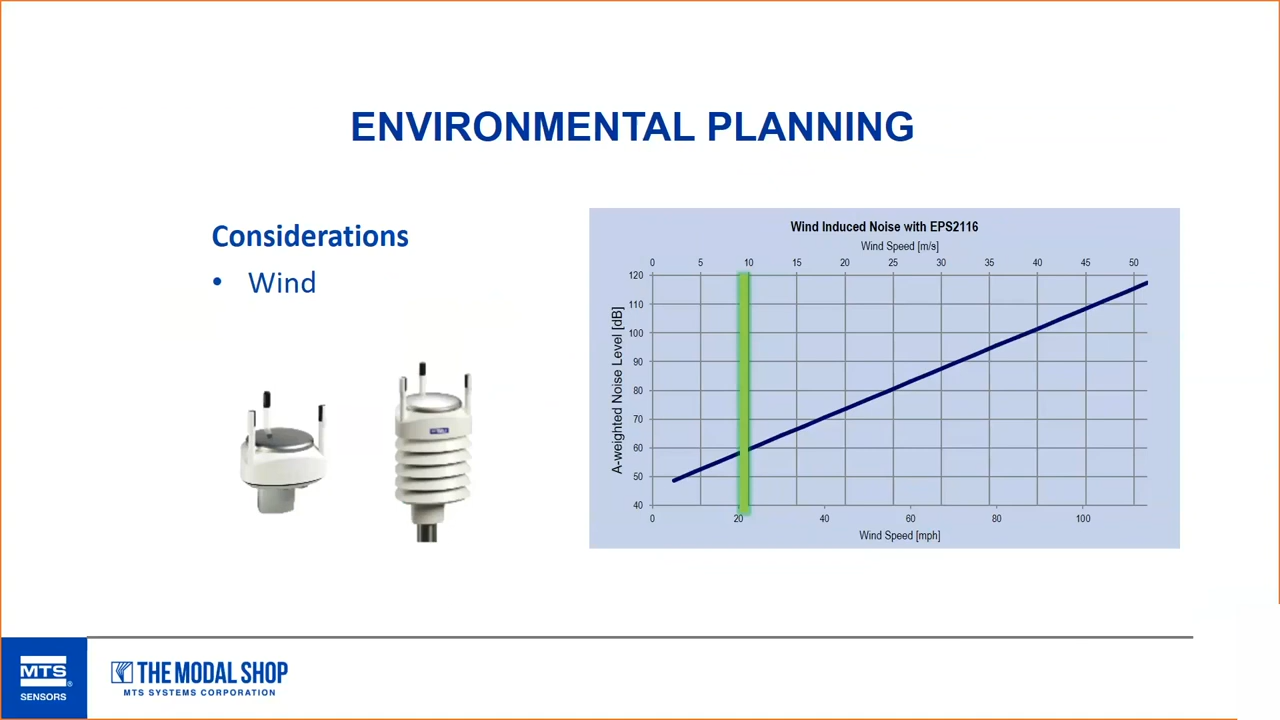 ENVIRONMENTAL PLANNING
Considerations
• Wind
Wind Induced Noise with EPS2116
Wind Speed [m/s]
0 5 10 15 20 25 30 35 40 45 50
A-weighted Noise Level [dB]
120
110
100
90
80
70
60
50
40
0 20 40 60 80 100
Wind Speed [mph]
MTS®
SENSORS
THE MODAL SHOP
MTS SYSTEMS CORPORATION